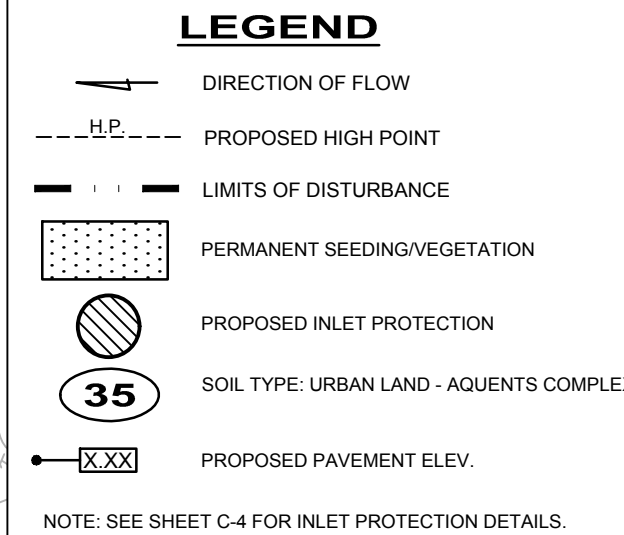 LEGEND
DIRECTION OF FLOW
H.P. PROPOSED HIGH POINT
LIMITS OF DISTURBANCE
PERMANENT SEEDING/VEGETATION
PROPOSED INLET PROTECTION
35 SOIL TYPE: URBAN LAND - AQUENTS COMPLEX
X.XX PROPOSED PAVEMENT ELEV.
NOTE: SEE SHEET C-4 FOR INLET PROTECTION DETAILS.